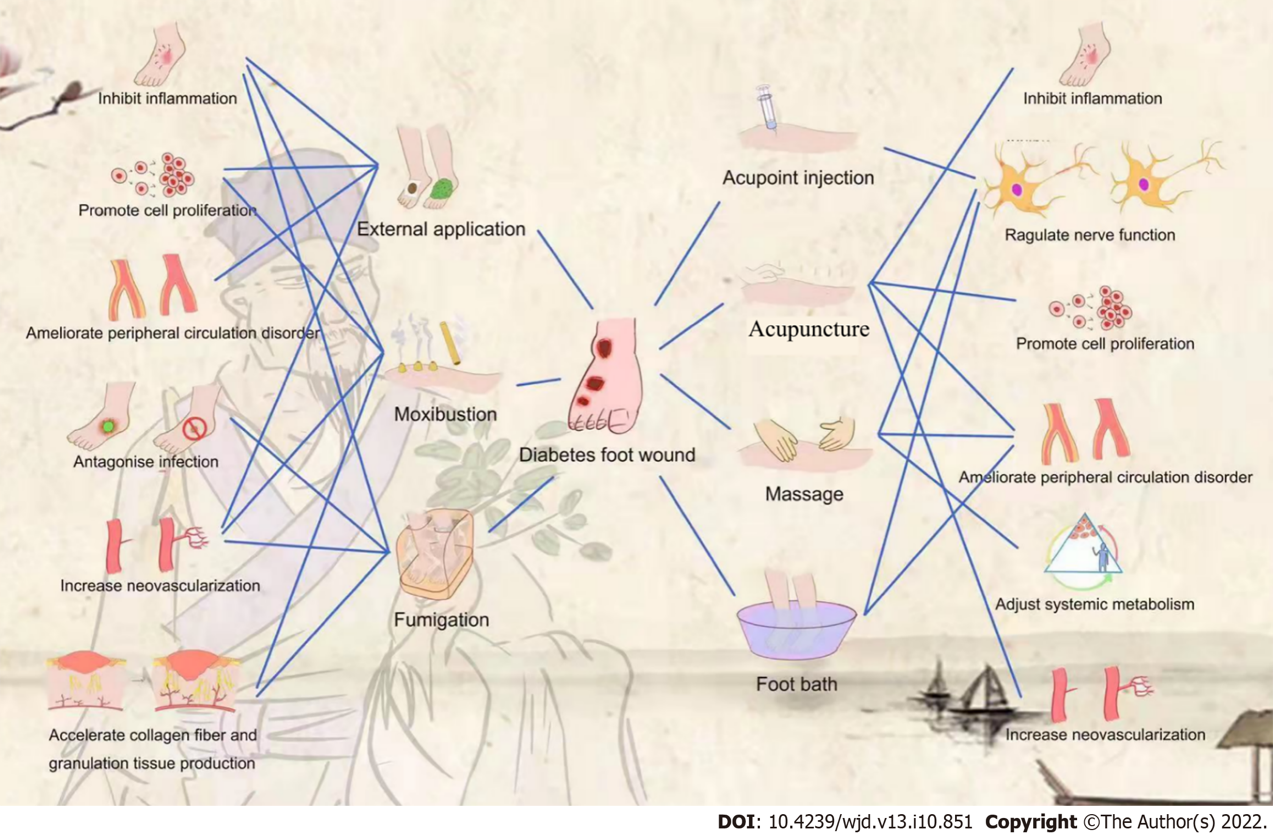 Inhibit inflammation
Promote cell proliferation
Ameliorate peripheral circulation disorder
Antagonise infection
Increase neovascularization
Accelerate collagen fiber and
granulation tissue production
External application
Moxibustion
Fumigation
Diabetes foot wound
Acupoint injection
Acupuncture
Massage
Foot bath
Inhibit inflammation
Ragulate nerve function
Promote cell proliferation
Ameliorate peripheral circulation disorder
Adjust systemic metabolism
Increase neovascularization
DOI: 10.4239/wjd.v13.i10.851 Copyright ©The Author(s) 2022.